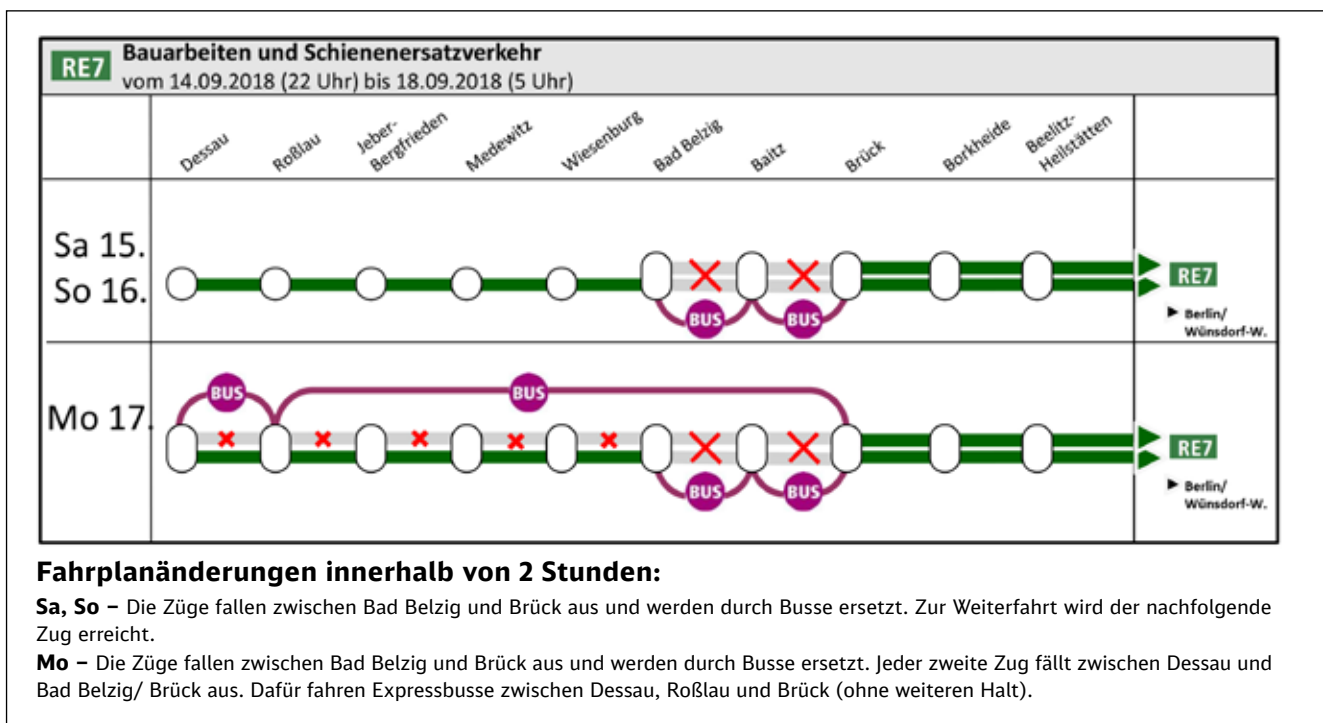 RE7 Bauarbeiten und Schienenersatzverkehr
vom 14.09.2018 (22 Uhr) bis 18.09.2018 (5 Uhr)
Dessau
Roßlau
Jeber-
Bergfrieden
Medewitz
Wiesenburg
Bad Belzig
Baitz
Brück
Borkheide
Beelitz-
Heilstätten
Sa 15.
So 16.
BUS
BUS
RE7
Berlin/
Wünsdorf-W.
BUS
BUS
Mo 17.
BUS
BUS
RE7
Berlin/
Wünsdorf-W.
Fahrplanänderungen innerhalb von 2 Stunden:
Sa, So – Die Züge fallen zwischen Bad Belzig und Brück aus und werden durch Busse ersetzt. Zur Weiterfahrt wird der nachfolgende
Zug erreicht.
Mo – Die Züge fallen zwischen Bad Belzig und Brück aus und werden durch Busse ersetzt. Jeder zweite Zug fällt zwischen Dessau und
Bad Belzig/ Brück aus. Dafür fahren Expressbusse zwischen Dessau, Roßlau und Brück (ohne weiteren Halt).